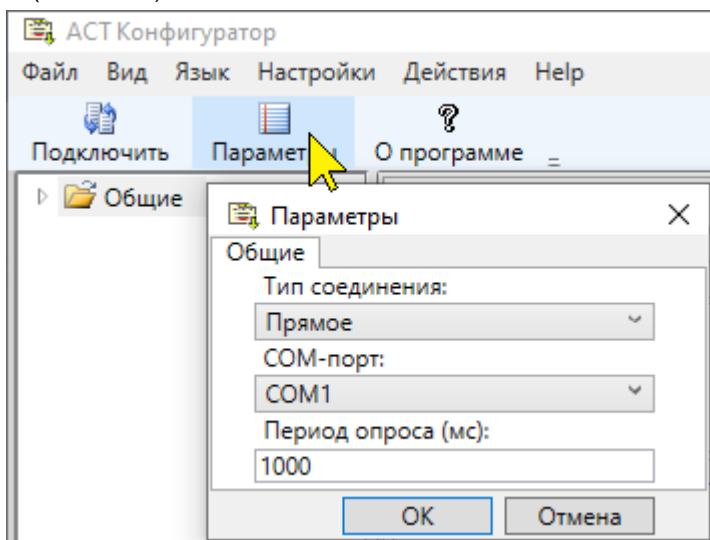 АСТ Конфигуратор
Файл Вид Язык Настройки Действия Help
Подключить О программе
Общие
Параметры
Общие
Тип соединения:
Прямое
COM-порт:
COM1
Период опроса (мс):
1000
OK Отмена